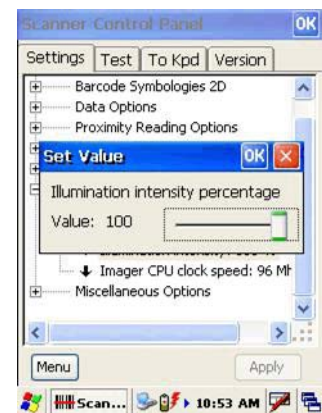 Scanner Control Panel OK
Settings Test To Kpd Version
Barcode Symbologies 2D
Data Options
Proximity Reading Options
Set Value OK
Illumination intensity percentage
Value: 100
Imager CPU clock speed: 96 MH
Miscellaneous Options
Menu Apply
Scan... 10:53 AM